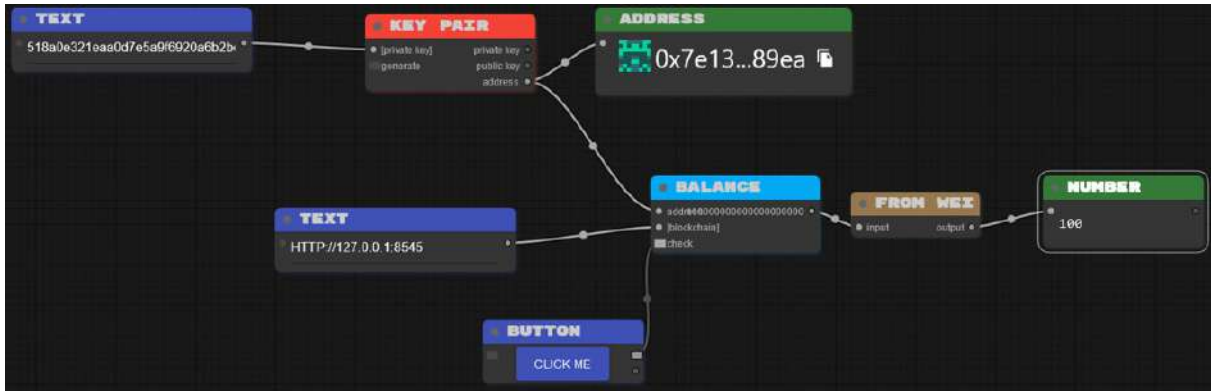 TEXT
518a0e321eaa0d7e5a9f6920a6b2b
KEY PAIR
[private key]
private key
generate
public key
address
ADDRESS
0x7e13...89ea
TEXT
HTTP://127.0.0.1:8545
BALANCE
[blockchain]
check
FROM WEI
input
output
NUMBER
100
BUTTON
CLICK ME